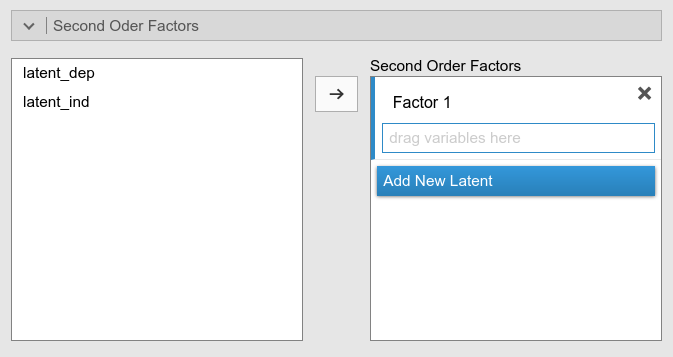 Second Oder Factors
latent_dep
latent_ind
Second Order Factors
Factor 1
drag variables here
Add New Latent